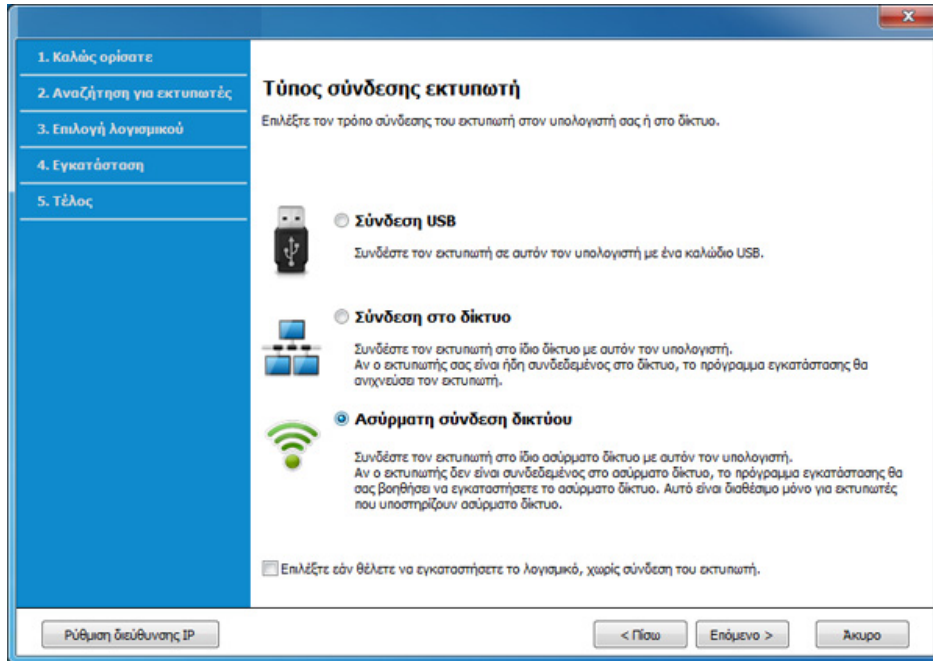 1. Καλώς ορίσατε
2. Αναζήτηση για εκτυπωτές
3. Επιλογή λογισμικού
4. Εγκατάσταση
5. Τέλος
Τύπος σύνδεσης εκτυπωτή
Επιλέξτε τον τρόπο σύνδεσης του εκτυπωτή στον υπολογιστή σας ή στο δίκτυο.
Σύνδεση USB
Συνδέστε τον εκτυπωτή σε αυτόν τον υπολογιστή με ένα καλώδιο USB.
Σύνδεση στο δίκτυο
Συνδέστε τον εκτυπωτή στο ίδιο δίκτυο με αυτόν τον υπολογιστή.
Αν ο εκτυπωτής σας είναι ήδη συνδεδεμένος στο δίκτυο, το πρόγραμμα εγκατάστασης θα
ανιχνεύσει τον εκτυπωτή.
Ασύρματη σύνδεση δικτύου
Συνδέστε τον εκτυπωτή στο ίδιο ασύρματο δίκτυο με αυτόν τον υπολογιστή.
Αν ο εκτυπωτής δεν είναι συνδεδεμένος στο ασύρματο δίκτυο, το πρόγραμμα εγκατάστασης θα
σας βοηθήσει να εγκαταστήσετε το ασύρματο δίκτυο. Αυτό είναι διαθέσιμο μόνο για εκτυπωτές
που υποστηρίζουν ασύρματο δίκτυο.
Επιλέξτε εάν θέλετε να εγκαταστήσετε το λογισμικό, χωρίς σύνδεση του εκτυπωτή.
Ρύθμιση διεύθυνσης IP
< Πίσω
Επόμενο >
Άκυρο